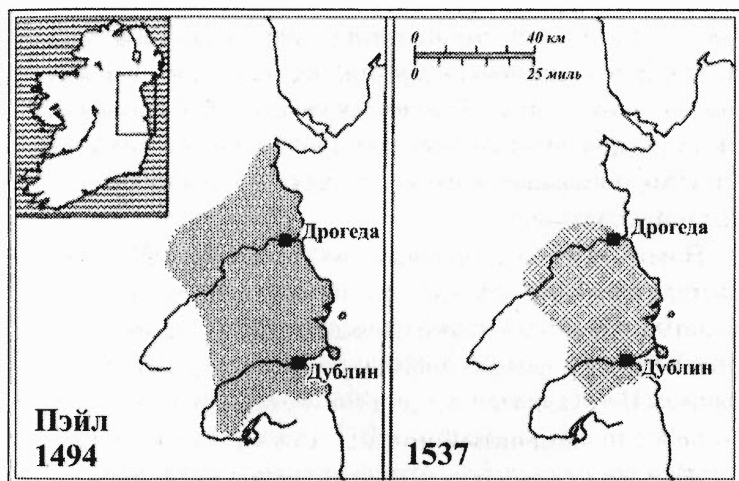 Дрогеда
Дублин
Пэйл
1494
0 40 км
0 25 миль
Дрогеда
Дублин
1537